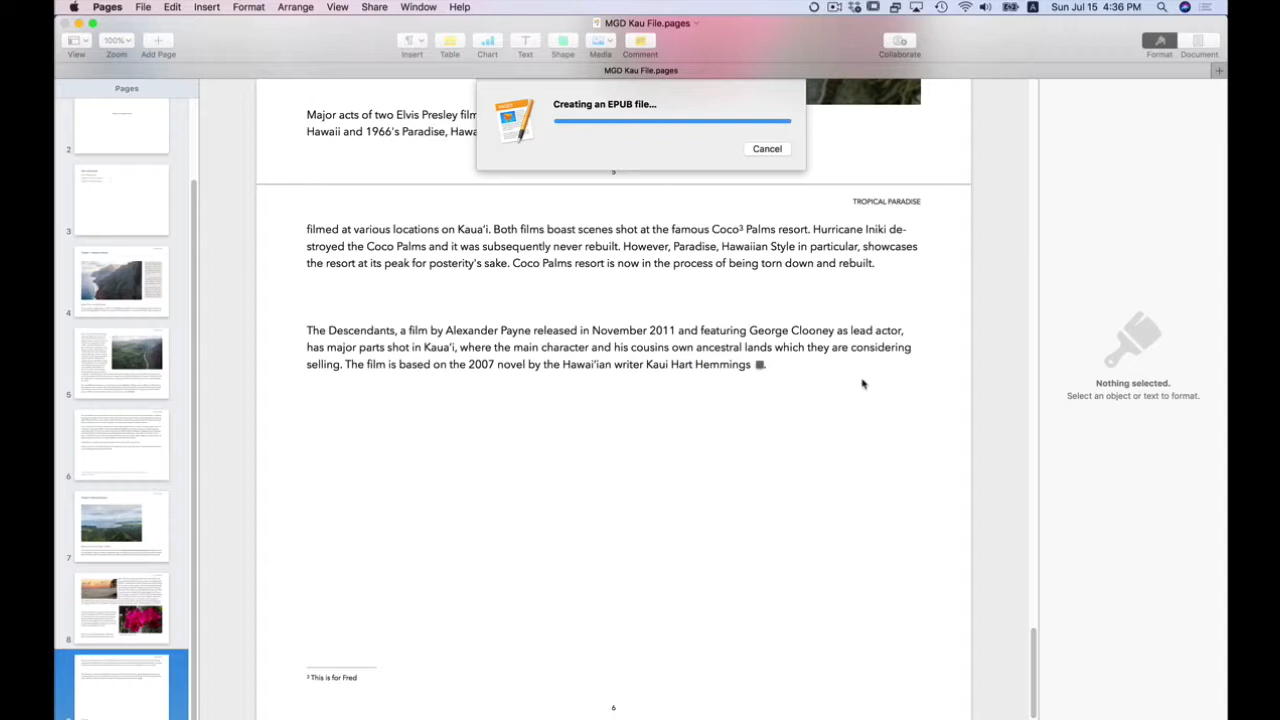 Pages File Edit Insert Format Arrange View Share Window Help
Sun Jul 15 4:36 PM
MGD Kau File.pages
100%
View Zoom Add Page
Insert Table Chart Text Shape Media Comment
Collaborate
Format Document
MGD Kau File.pages
Pages
2
3
4
5
6
7
8
Creating an EPUB file...
Cancel
Major acts of two Elvis Presley film
Hawaii and 1966's Paradise, Hawa
5
TROPICAL PARADISE
filmed at various locations on Kaua'i. Both films boast scenes shot at the famous Coco³ Palms resort. Hurricane Iniki de-
stroyed the Coco Palms and it was subsequently never rebuilt. However, Paradise, Hawaiian Style in particular, showcases
the resort at its peak for posterity's sake. Coco Palms resort is now in the process of being torn down and rebuilt.
The Descendants, a film by Alexander Payne released in November 2011 and featuring George Clooney as lead actor,
has major parts shot in Kaua'i, where the main character and his cousins own ancestral lands which they are considering
selling. The film is based on the 2007 novel by the Hawai'ian writer Kaui Hart Hemmings .
³ This is for Fred
6
Nothing selected.
Select an object or text to format.